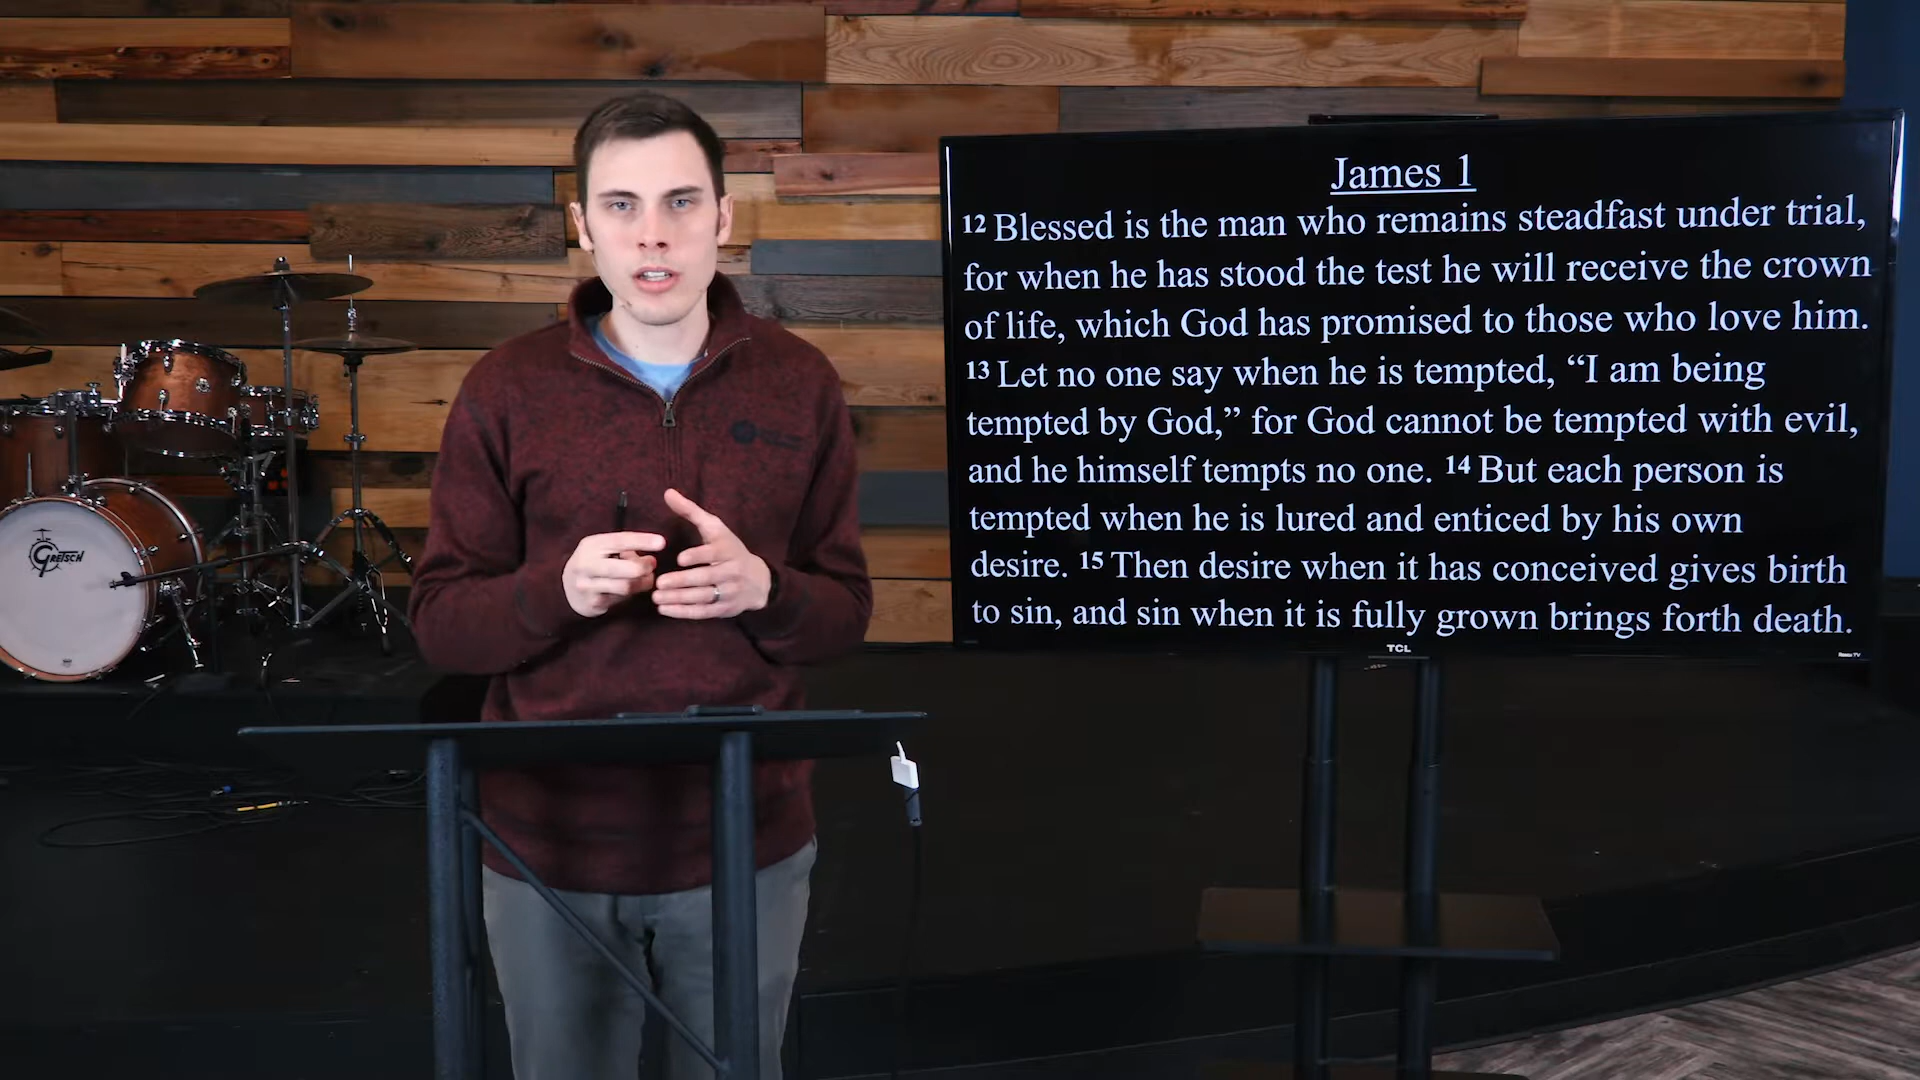 James 1
12 Blessed is the man who remains steadfast under trial,
for when he has stood the test he will receive the crown
of life, which God has promised to those who love him.
13 Let no one say when he is tempted, “I am being
tempted by God,” for God cannot be tempted with evil,
and he himself tempts no one. 14 But each person is
tempted when he is lured and enticed by his own
desire. 15 Then desire when it has conceived gives birth
to sin, and sin when it is fully grown brings forth death.
TCL
Roku TV
GRETSCH